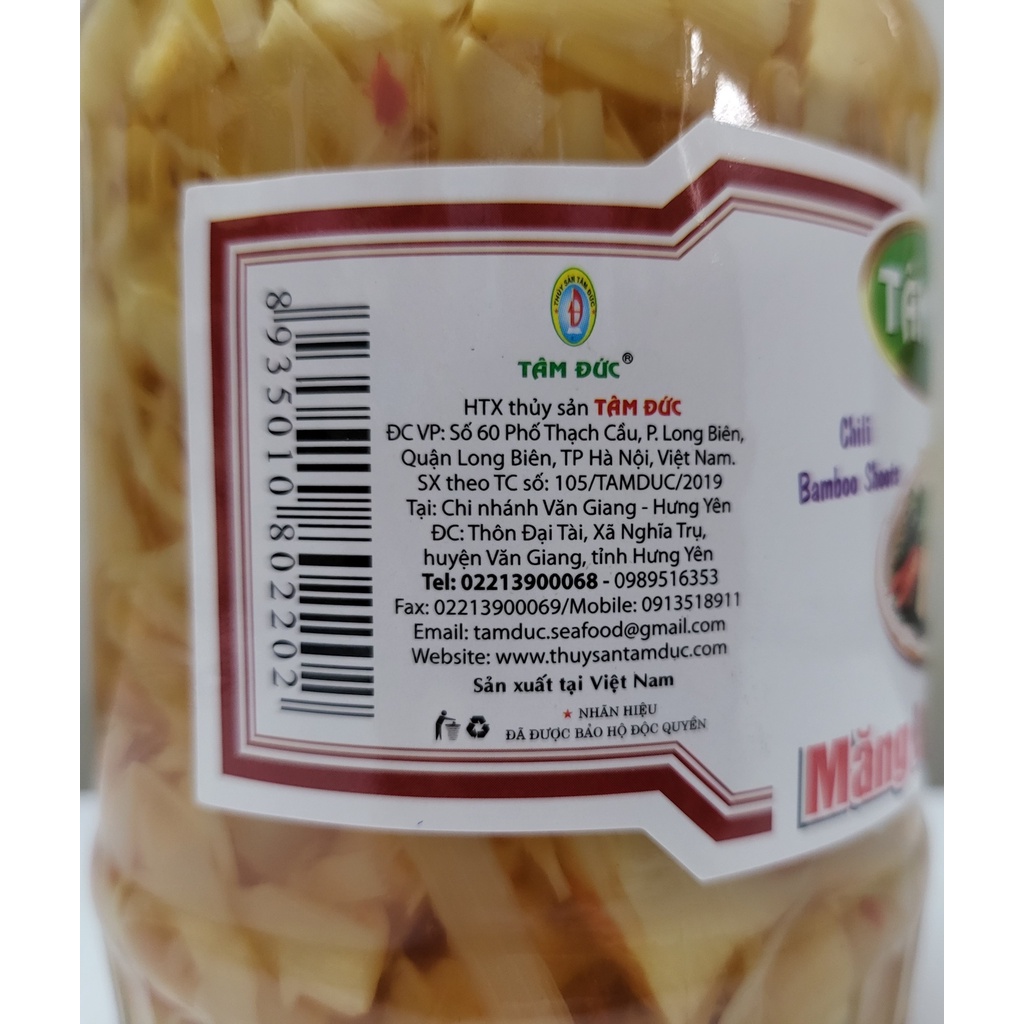 8935010802202
THỦY SẢN TÂM ĐỨC
TÂM ĐỨC®
HTX thủy sản TÂM ĐỨC
ĐC VP: Số 60 Phố Thạch Cầu, P. Long Biên,
Quận Long Biên, TP Hà Nội, Việt Nam.
SX theo TC số: 105/TAMDUC/2019
Tại: Chi nhánh Văn Giang - Hưng Yên
ĐC: Thôn Đại Tài, Xã Nghĩa Trụ,
huyện Văn Giang, tỉnh Hưng Yên
Tel: 02213900068 - 0989516353
Fax: 02213900069/Mobile: 0913518911
Email: tamduc.seafood@gmail.com
Website: www.thuysantamduc.com
Sản xuất tại Việt Nam
★ NHÃN HIỆU
ĐÃ ĐƯỢC BẢO HỘ ĐỘC QUYỀN
Chili
Bamboo Shoots
Măng